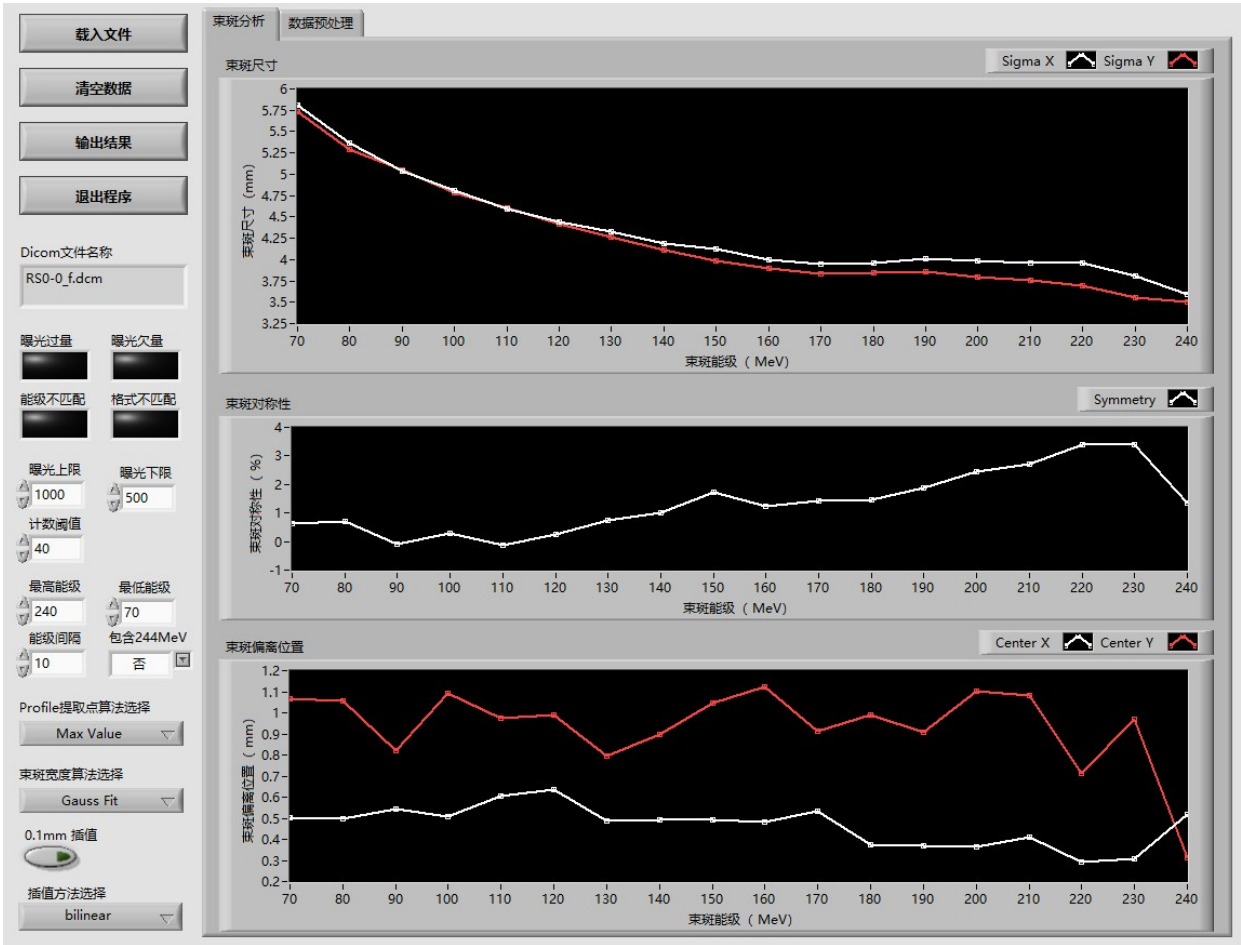 载入文件
清空数据
输出结果
退出程序
Dicom文件名称
RS0-0_f.dcm
曝光过量 曝光欠量
能级不匹配 格式不匹配
曝光上限 曝光下限
1000 500
计数阈值
40
最高能级 最低能级
240 70
能级间隔 包含244MeV
10 否
Profile提取点算法选择
Max Value
束斑宽度算法选择
Gauss Fit
0.1mm 插值
插值方法选择
bilinear
束斑分析 数据预处理
束斑尺寸 Sigma X Sigma Y
束斑尺寸（mm）
6
5.75
5.5
5.25
5
4.75
4.5
4.25
4
3.75
3.5
3.25
70 80 90 100 110 120 130 140 150 160 170 180 190 200 210 220 230 240
束斑能级（MeV）
束斑对称性 Symmetry
束斑对称性（%）
4
3
2
1
0
-1
70 80 90 100 110 120 130 140 150 160 170 180 190 200 210 220 230 240
束斑能级（MeV）
束斑偏离位置 Center X Center Y
束斑偏离位置（mm）
1.2
1.1
1
0.9
0.8
0.7
0.6
0.5
0.4
0.3
0.2
70 80 90 100 110 120 130 140 150 160 170 180 190 200 210 220 230 240
束斑能级（MeV）